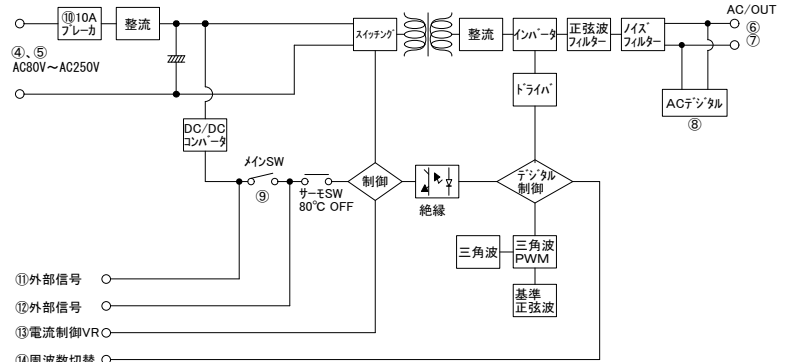 AC/OUT
⑩10A
ブレーカ
整流
スイッチング
整流
インバータ
正弦波
フィルター
ノイズ
フィルター
⑥
⑦
④、⑤
AC80V～AC250V
ドライバ
ACデジタル
⑧
DC/DC
コンバータ
メインSW
⑨
サーモSW
80℃ OFF
制御
絶縁
デジタル
制御
三角波
三角波
PWM
基準
正弦波
⑪外部信号
⑫外部信号
⑬電流制御VR
⑭周波数切替